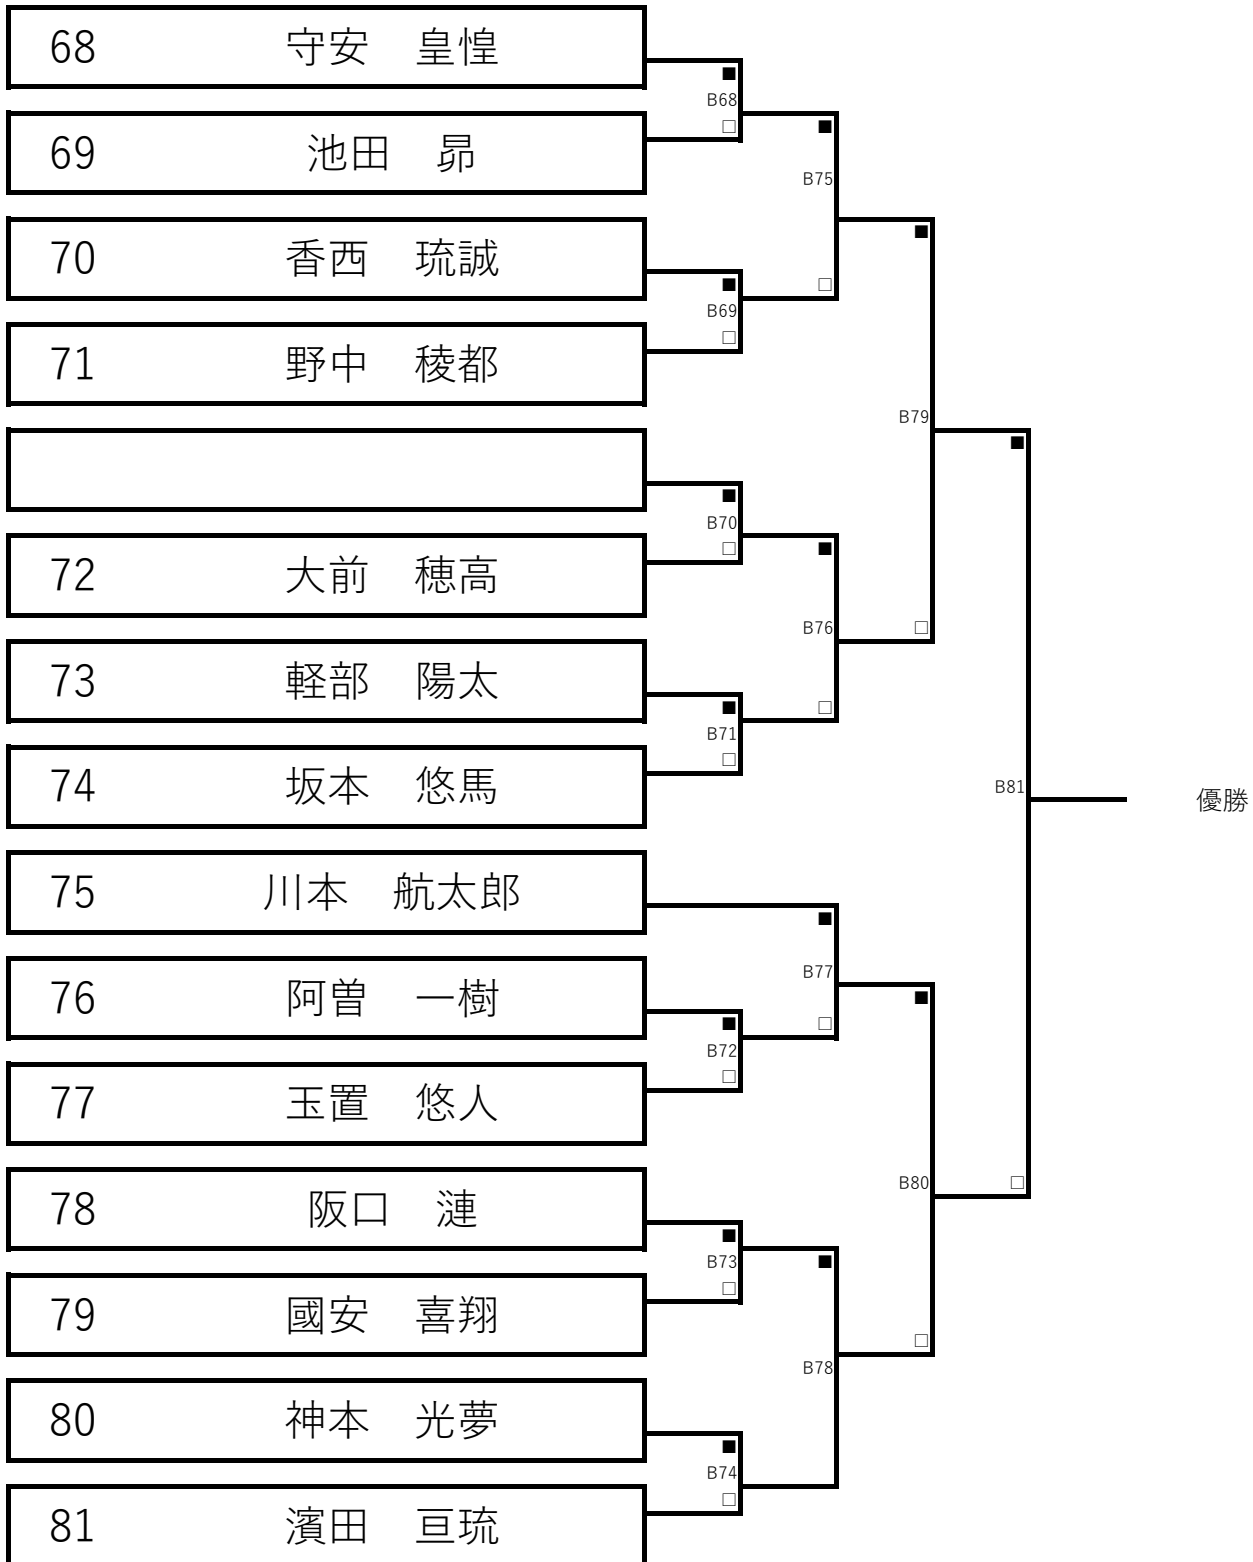 68 守安 皇惶
■
B68
□
69 池田 昴
■
B75
70 香西 琉誠
■
■
B69
□
□
71 野中 稜都
B79
■
■
B70
□
72 大前 穂高
■
B76
□
73 軽部 陽太
■
B71
□
□
74 坂本 悠馬
B81
優勝
75 川本 航太郎
■
B77
76 阿曽 一樹
■
■
B72
□
□
77 玉置 悠人
B80
□
78 阪口 漣
■
B73
□
■
79 國安 喜翔
□
B78
80 神本 光夢
■
B74
□
81 濱田 亘琉